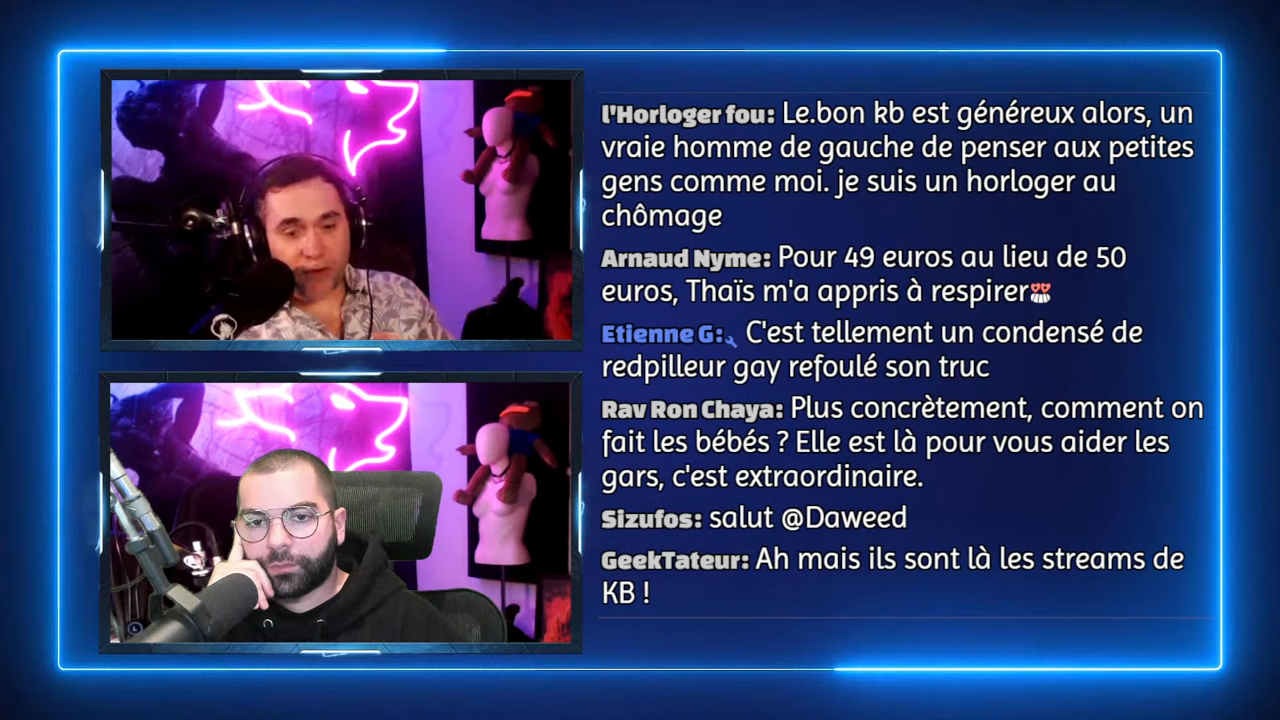 l'Horloger fou: Le.bon kb est généreux alors, un
vraie homme de gauche de penser aux petites
gens comme moi. je suis un horloger au
chômage
Arnaud Nyme: Pour 49 euros au lieu de 50
euros, Thaïs m'a appris à respirer
Etienne G: C'est tellement un condensé de
redpilleur gay refoulé son truc
Rav Ron Chaya: Plus concrètement, comment on
fait les bébés ? Elle est là pour vous aider les
gars, c'est extraordinaire.
Sizufos: salut @Daweed
GeekTateur: Ah mais ils sont là les streams de
KB !